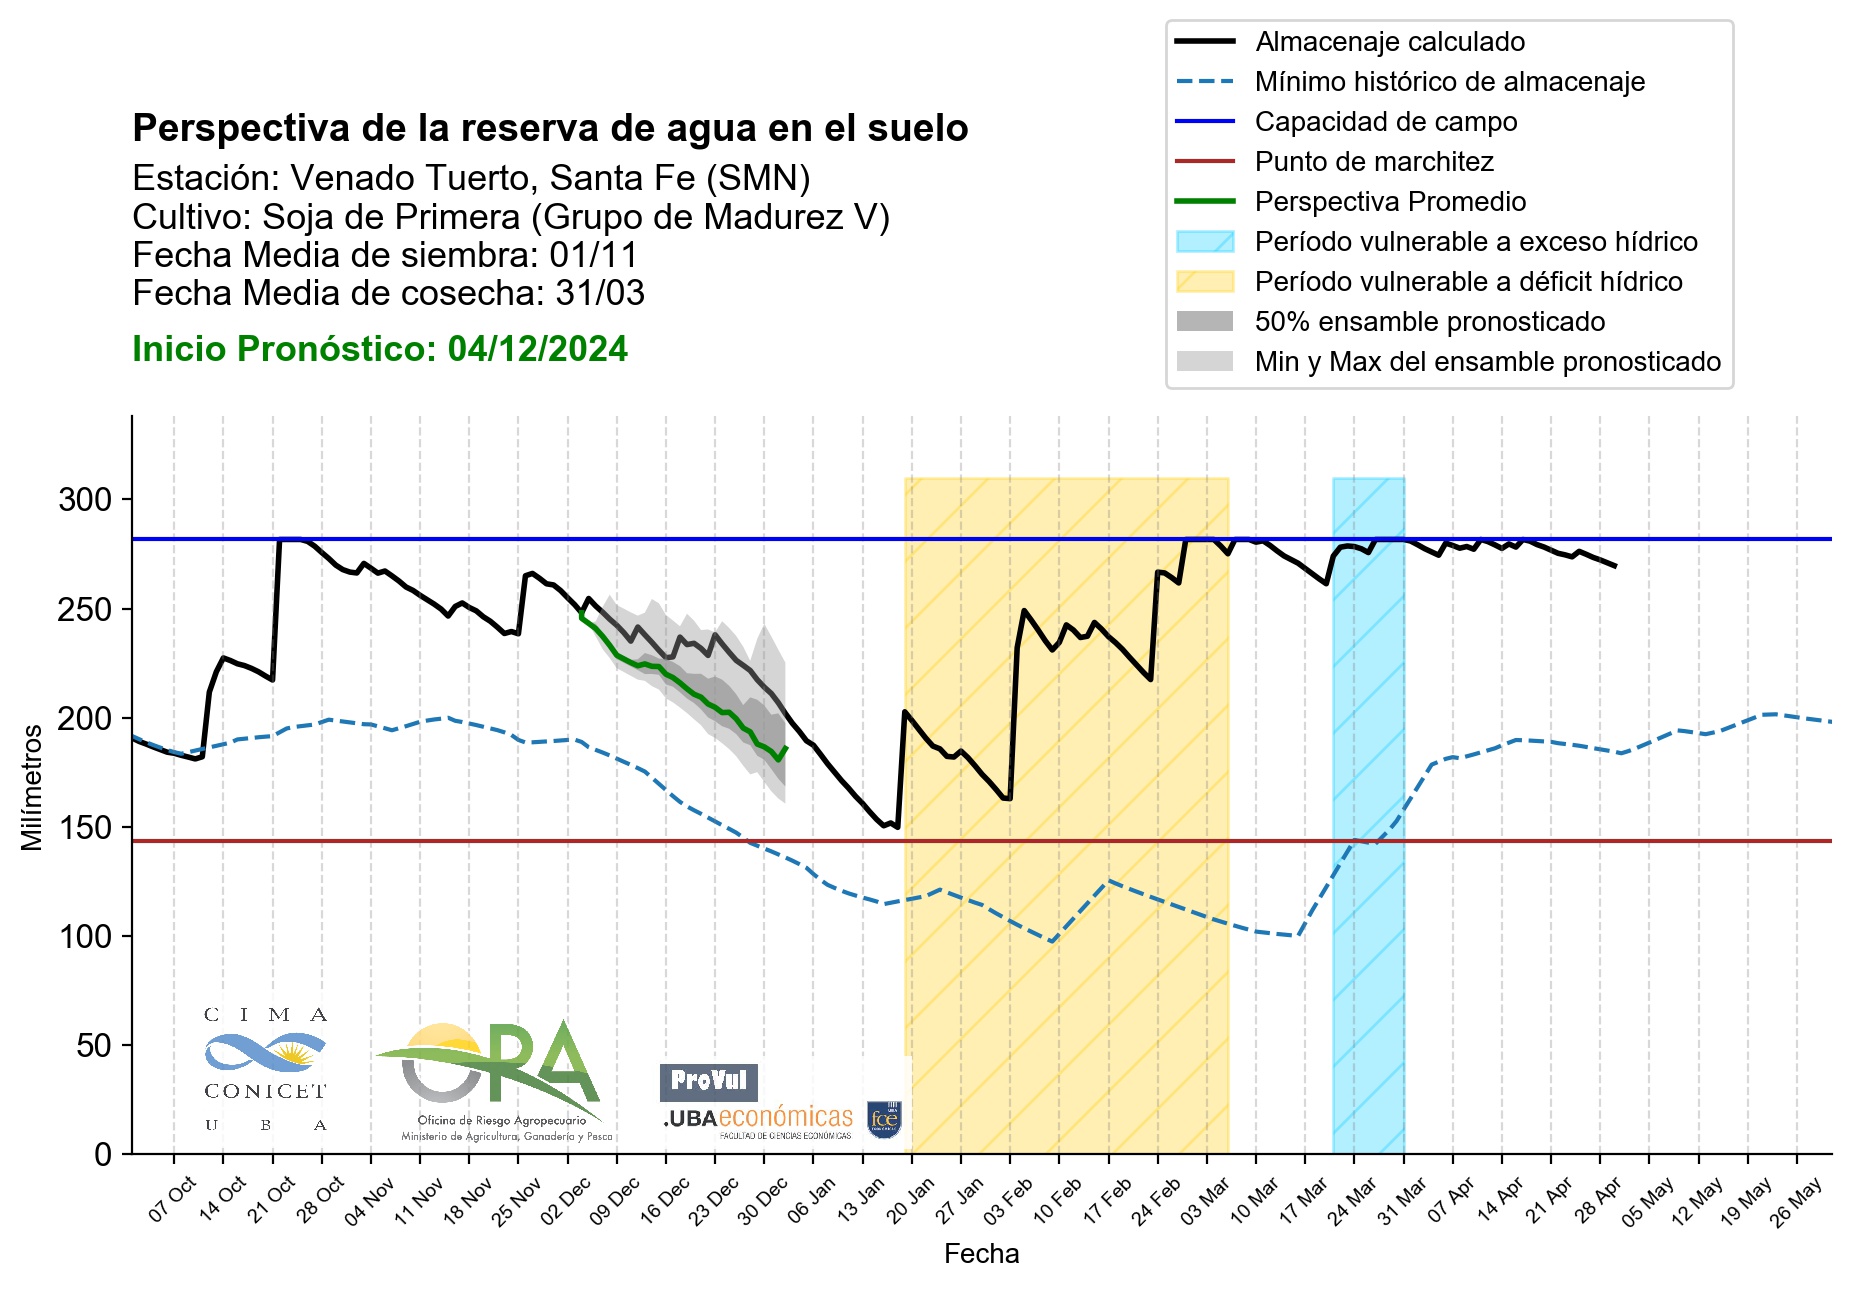 Almacenaje calculado
Mínimo histórico de almacenaje
Capacidad de campo
Punto de marchitez
Perspectiva Promedio
Período vulnerable a exceso hídrico
Período vulnerable a déficit hídrico
50% ensamble pronosticado
Min y Max del ensamble pronosticado
Perspectiva de la reserva de agua en el suelo
Estación: Venado Tuerto, Santa Fe (SMN)
Cultivo: Soja de Primera (Grupo de Madurez V)
Fecha Media de siembra: 01/11
Fecha Media de cosecha: 31/03
Inicio Pronóstico: 04/12/2024
Milímetros
300
250
200
150
100
50
0
CIMA
CONICET
UBA
ORA
Oficina de Riesgo Agropecuario
Ministerio de Agricultura, Ganadería y Pesca
ProVul
.UBAeconómicas
FACULTAD DE CIENCIAS ECONÓMICAS
fce
07 Oct
14 Oct
21 Oct
28 Oct
04 Nov
11 Nov
18 Nov
25 Nov
02 Dec
09 Dec
16 Dec
23 Dec
30 Dec
06 Jan
13 Jan
20 Jan
27 Jan
03 Feb
10 Feb
17 Feb
24 Feb
03 Mar
10 Mar
17 Mar
24 Mar
31 Mar
07 Apr
14 Apr
21 Apr
28 Apr
05 May
12 May
19 May
26 May
Fecha